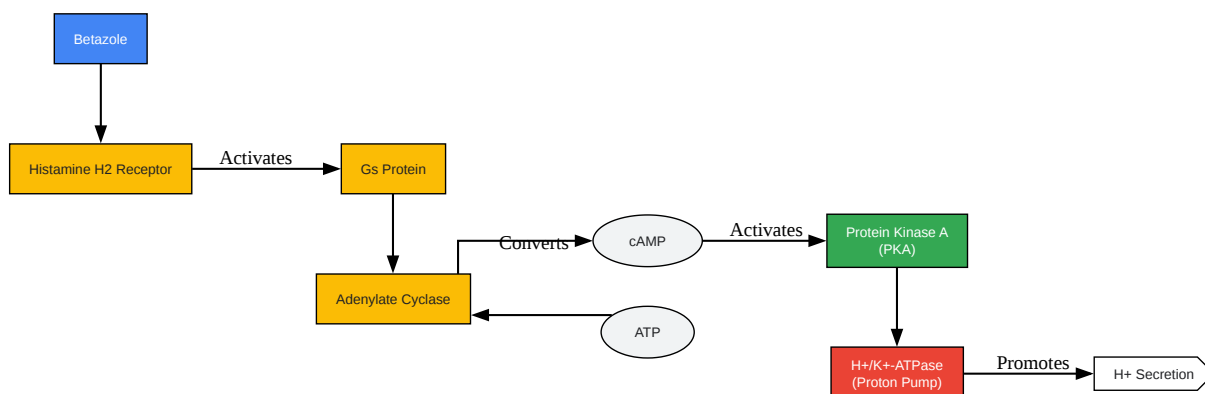 Betazole
Histamine H2 Receptor
Activates
Gs Protein
Converts
cAMP
Activates
Protein Kinase A
(PKA)
Adenylate Cyclase
ATP
H+/K+-ATPase
(Proton Pump)
Promotes
H+ Secretion